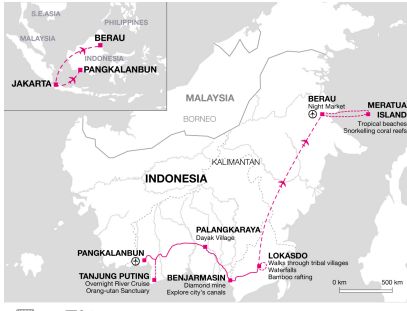 S.E.ASIA
PHILIPPINES
MALAYSIA
BERAU
INDONESIA
PANGKALANBUN
JAKARTA
MALAYSIA
BORNEO
BERAU
Night Market
MERATUA
ISLAND
Tropical beaches
Snorkelling coral reefs
KALIMANTAN
INDONESIA
PALANGKARAYA
Dayak Village
PANGKALANBUN
LOKASDO
Walks through tribal villages
Waterfalls
Bamboo rafting
TANJUNG PUTING
Overnight River Cruise
Orang-utan Sanctuary
BENJARMASIN
Diamond mine
Explore city's canals
0 km
500 km